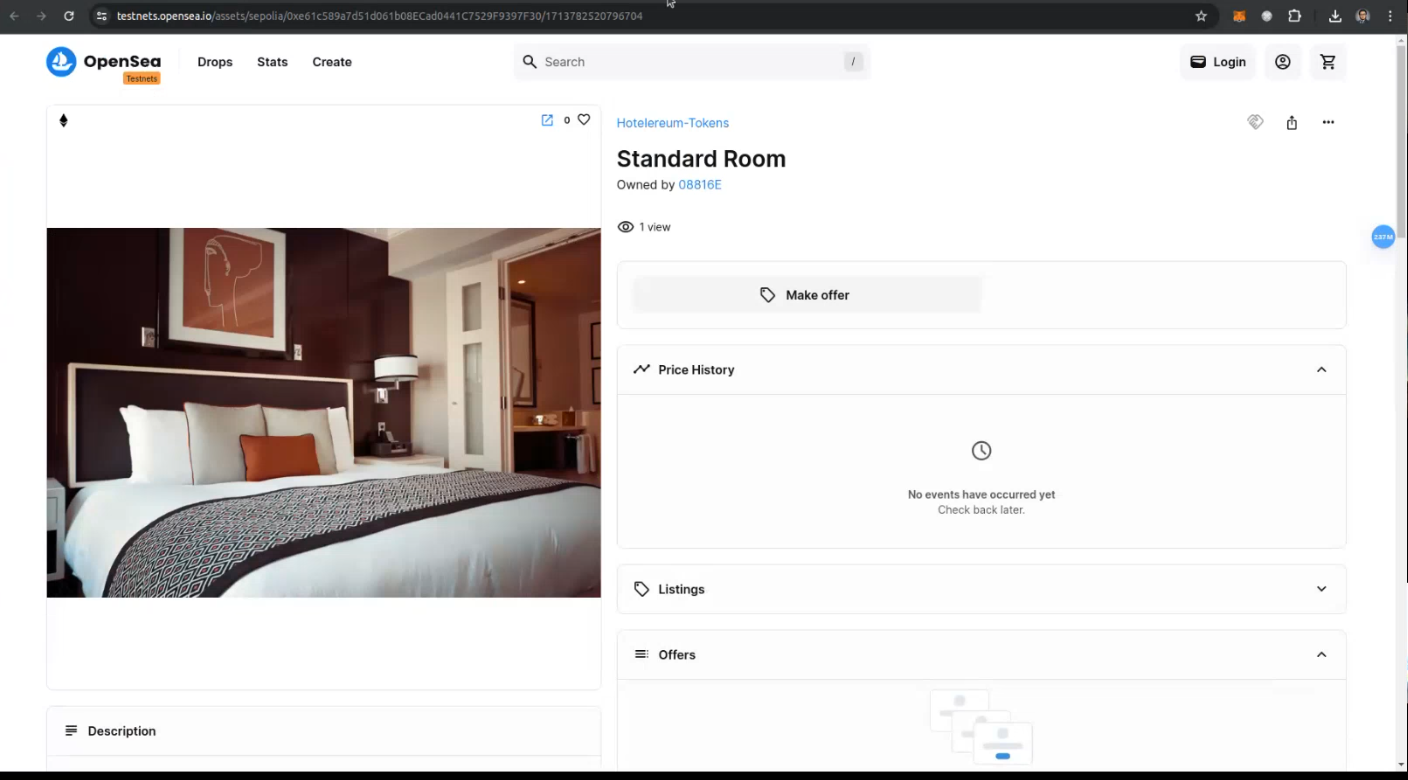 testnets.opensea.io/assets/sepolia/0xe61c589a7d51d061b08ECad0441C7529F9397F30/1713782520796704
OpenSea
Testnets
Drops
Stats
Create
Search
/
Login
0
Hotelereum-Tokens
Standard Room
Owned by 08816E
1 view
237M
Make offer
Price History
No events have occurred yet
Check back later.
Listings
Offers
Description